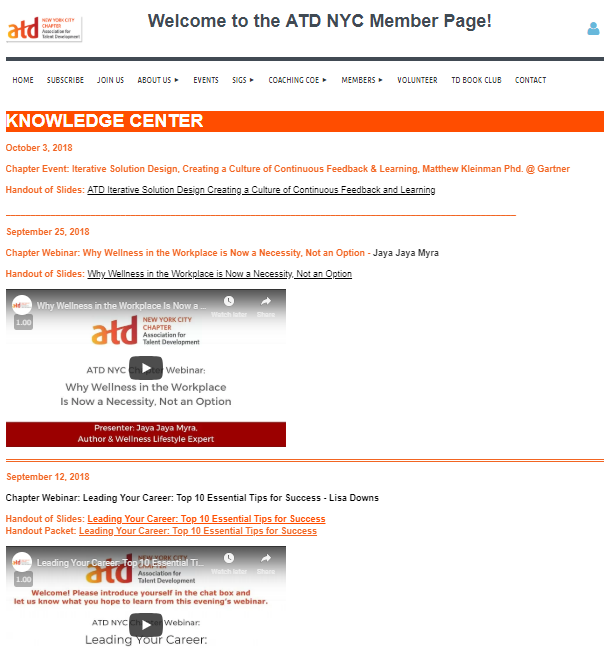 atd NEW YORK CITY
CHAPTER
Association for
Talent Development
Welcome to the ATD NYC Member Page!
HOME SUBSCRIBE JOIN US ABOUT US ► EVENTS SIGS ► COACHING COE ► MEMBERS ► VOLUNTEER TD BOOK CLUB CONTACT
KNOWLEDGE CENTER
October 3, 2018
Chapter Event: Iterative Solution Design, Creating a Culture of Continuous Feedback & Learning, Matthew Kleinman Phd. @ Gartner
Handout of Slides: ATD Iterative Solution Design Creating a Culture of Continuous Feedback and Learning
September 25, 2018
Chapter Webinar: Why Wellness in the Workplace is Now a Necessity, Not an Option - Jaya Jaya Myra
Handout of Slides: Why Wellness in the Workplace is Now a Necessity, Not an Option
Why Wellness in the Workplace Is Now a ...
Watch later Share
1.00
atd NEW YORK CITY
CHAPTER
Association for
Talent Development
ATD NYC Chapter Webinar:
Why Wellness in the Workplace
Is Now a Necessity, Not an Option
Presenter: Jaya Jaya Myra,
Author & Wellness Lifestyle Expert
September 12, 2018
Chapter Webinar: Leading Your Career: Top 10 Essential Tips for Success - Lisa Downs
Handout of Slides: Leading Your Career: Top 10 Essential Tips for Success
Handout Packet: Leading Your Career: Top 10 Essential Tips for Success
Leading Your Career: Top 10 Essential Ti...
Watch later Share
1.00
atd NEW YORK CITY
CHAPTER
Association for
Talent Development
Welcome! Please introduce yourself in the chat box and
let us know what you hope to learn from this evening's webinar.
ATD NYC Chapter Webinar:
Leading Your Career: